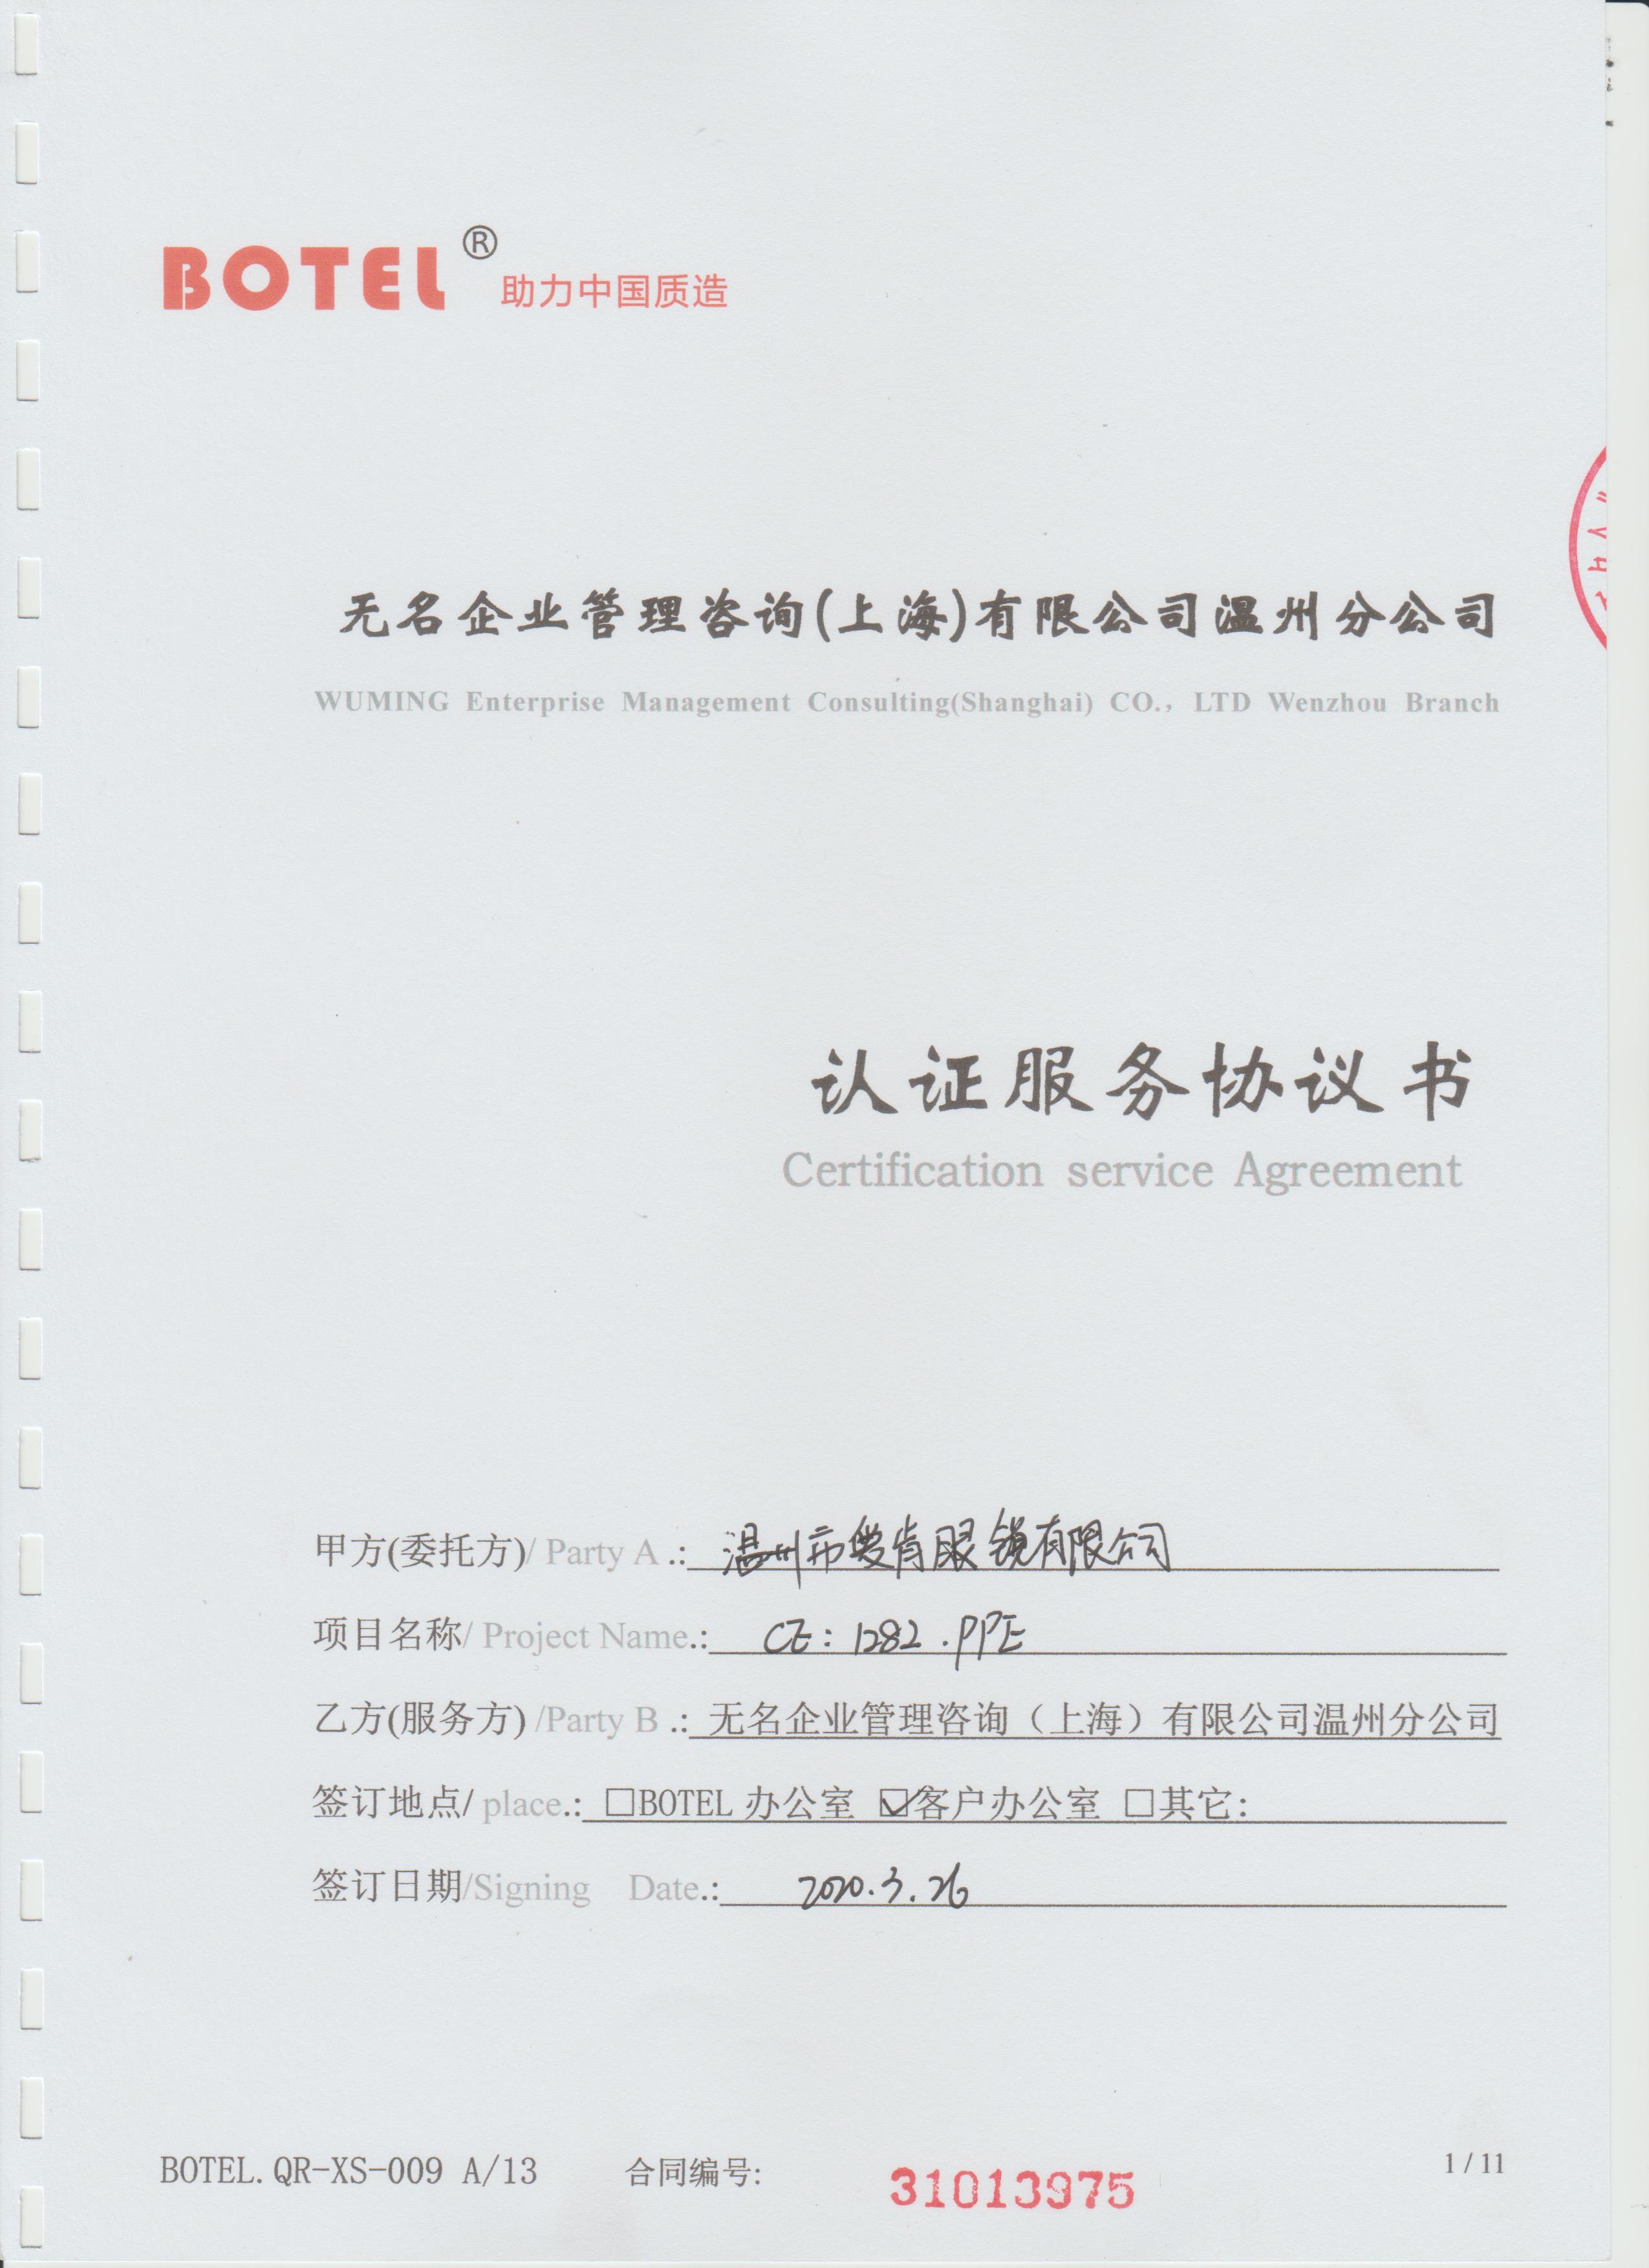 BOTEL® 助力中国质造
无名企业管理咨询(上海)有限公司温州分公司
WUMING Enterprise Management Consulting(Shanghai) CO., LTD Wenzhou Branch
认证服务协议书
Certification service Agreement
甲方(委托方)/ Party A .: 温州市爱肯眼镜有限公司
项目名称/ Project Name.: CE: 1282 . PPE
乙方(服务方) /Party B .: 无名企业管理咨询（上海）有限公司温州分公司
签订地点/ place.: □BOTEL 办公室 ☑客户办公室 □其它:
签订日期/Signing Date.: 2020.3.26
BOTEL. QR-XS-009 A/13 合同编号: 31013975 1 / 11